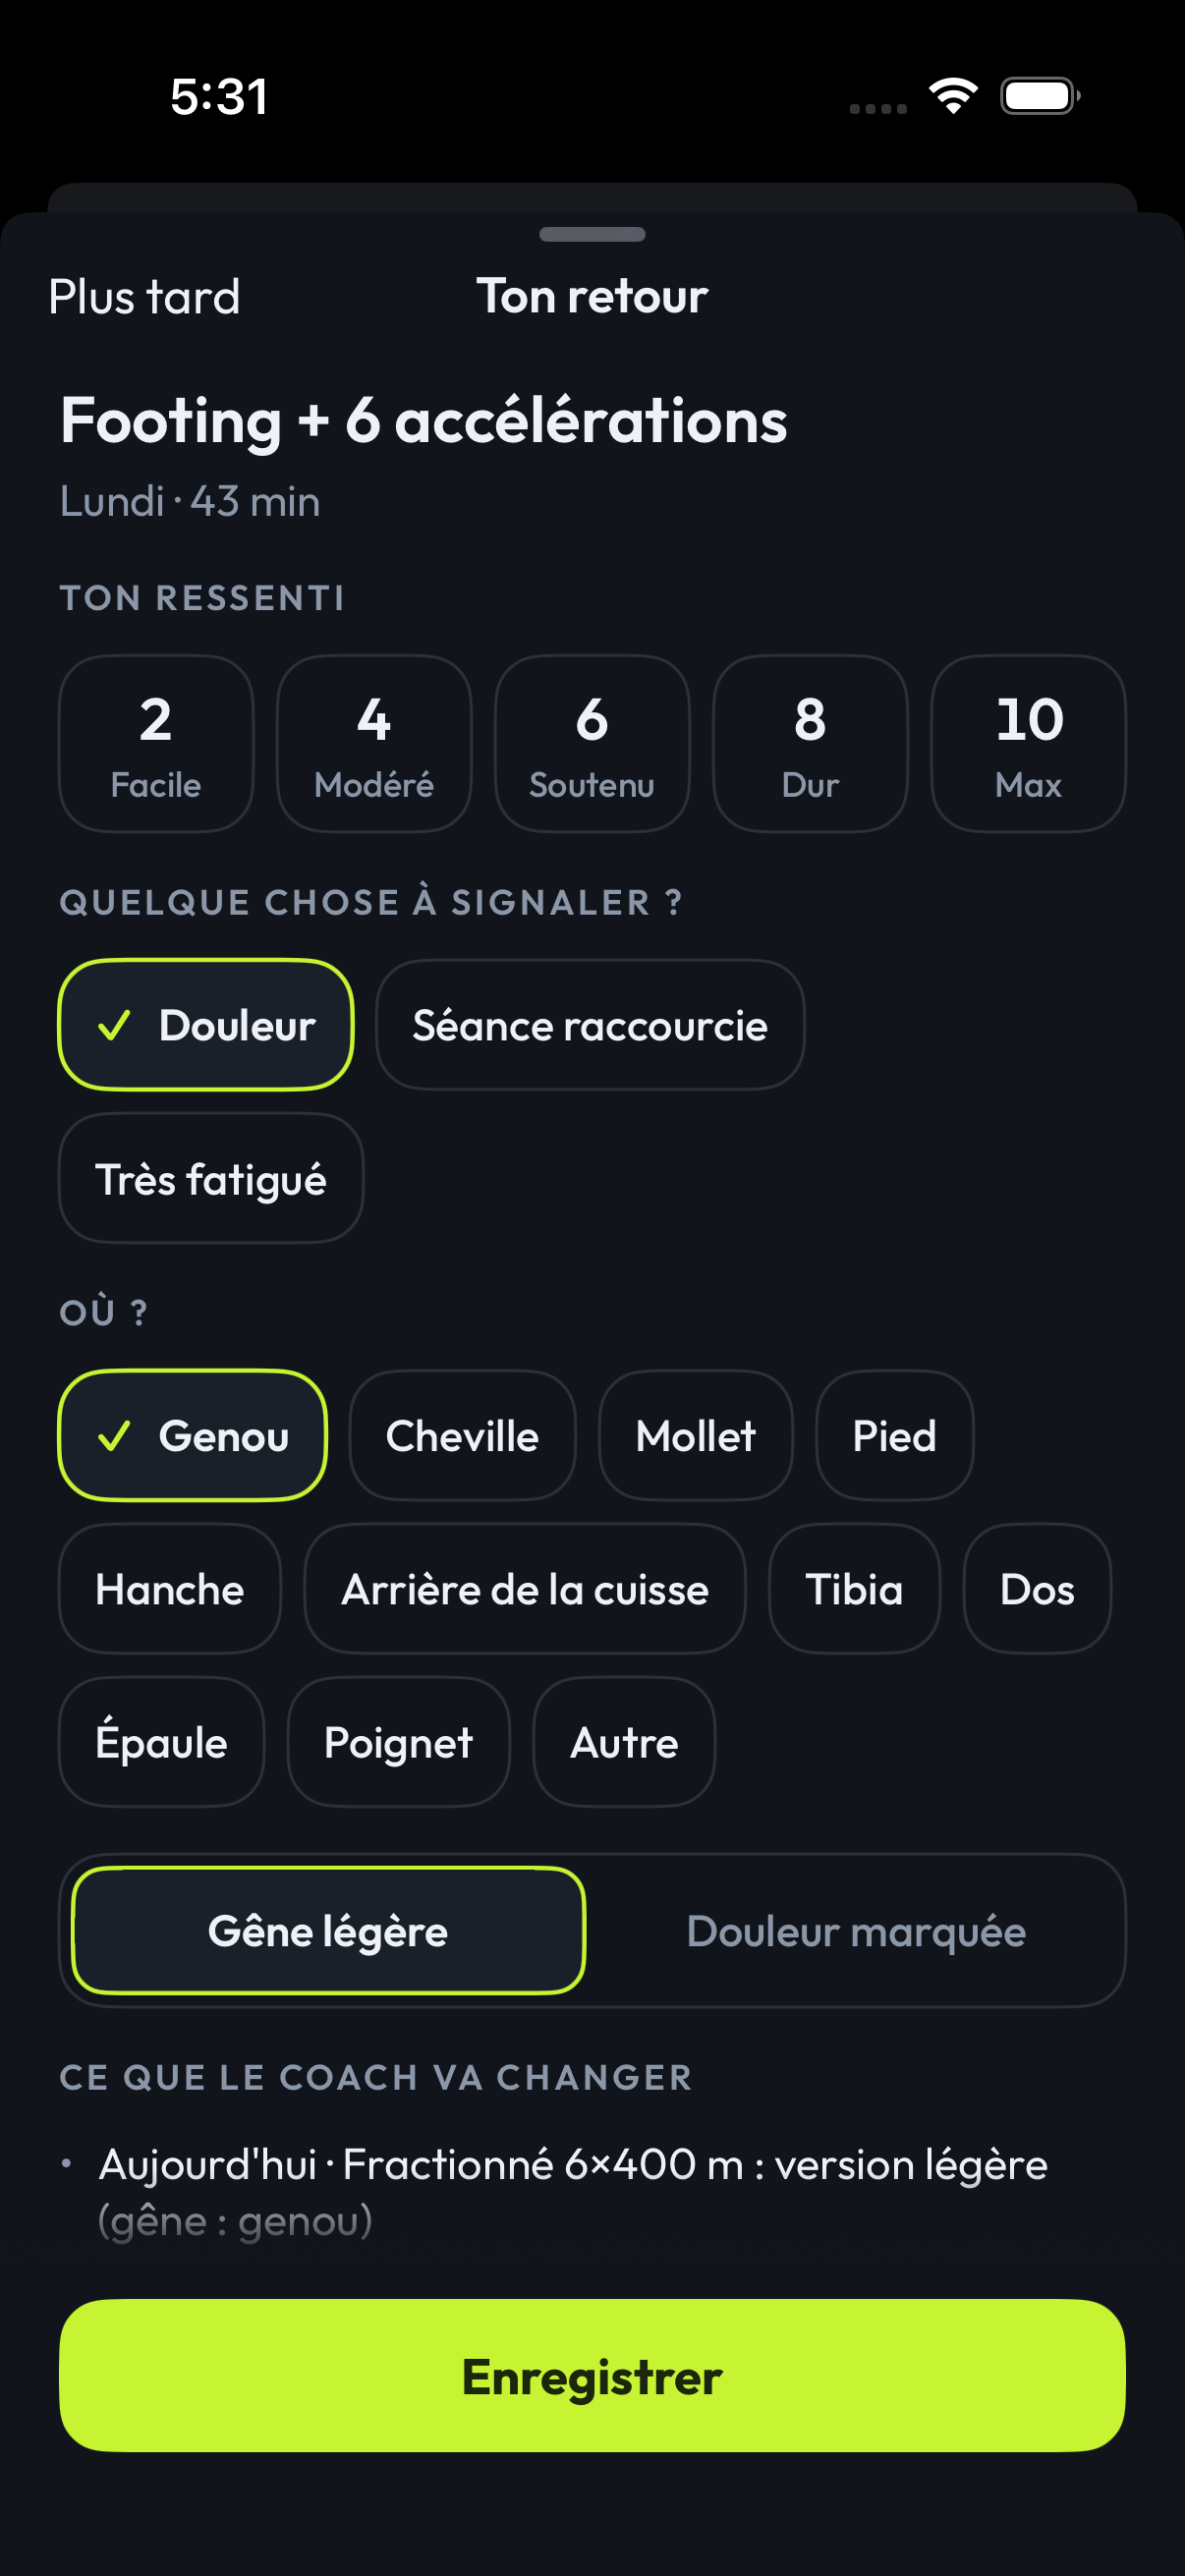 5:31
Plus tard
Ton retour
Footing + 6 accélérations
Lundi · 43 min
TON RESSENTI
2 4 6 8 10
Facile Modéré Soutenu Dur Max
QUELQUE CHOSE À SIGNALER ?
Douleur Séance raccourcie
Très fatigué
OÙ ?
Genou Cheville Mollet Pied
Hanche Arrière de la cuisse Tibia Dos
Épaule Poignet Autre
Gêne légère Douleur marquée
CE QUE LE COACH VA CHANGER
• Aujourd'hui · Fractionné 6×400 m : version légère
(gêne : genou)
Enregistrer